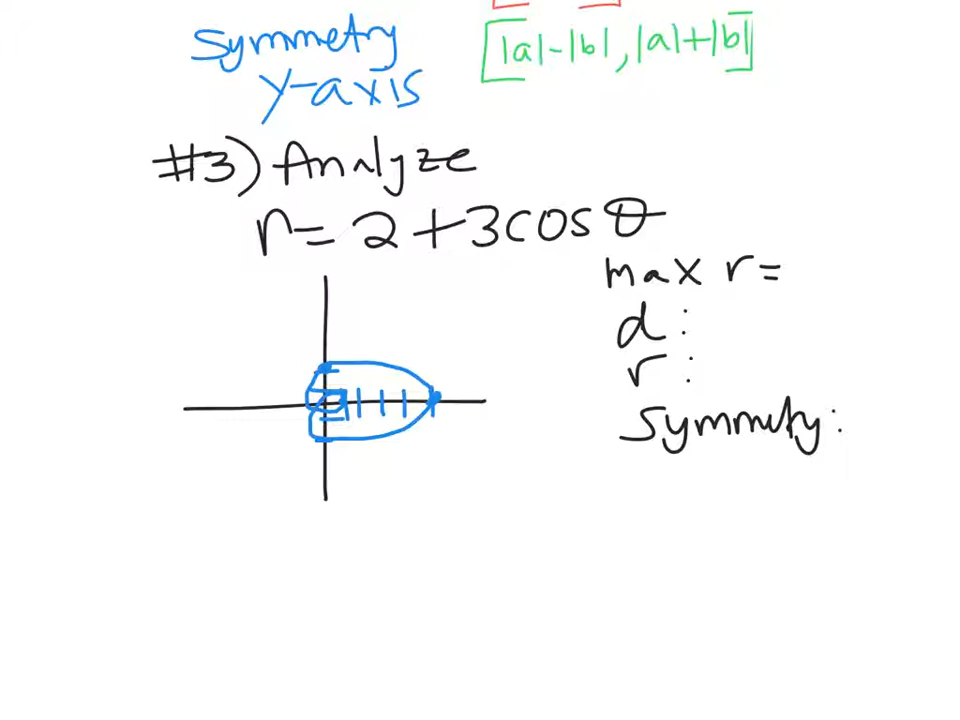 symmetry
y-axis
[|a|-|b|, |a|+|b|]
#3) Analyze
r = 2 + 3cos θ
max r =
d :
r :
Symmetry :